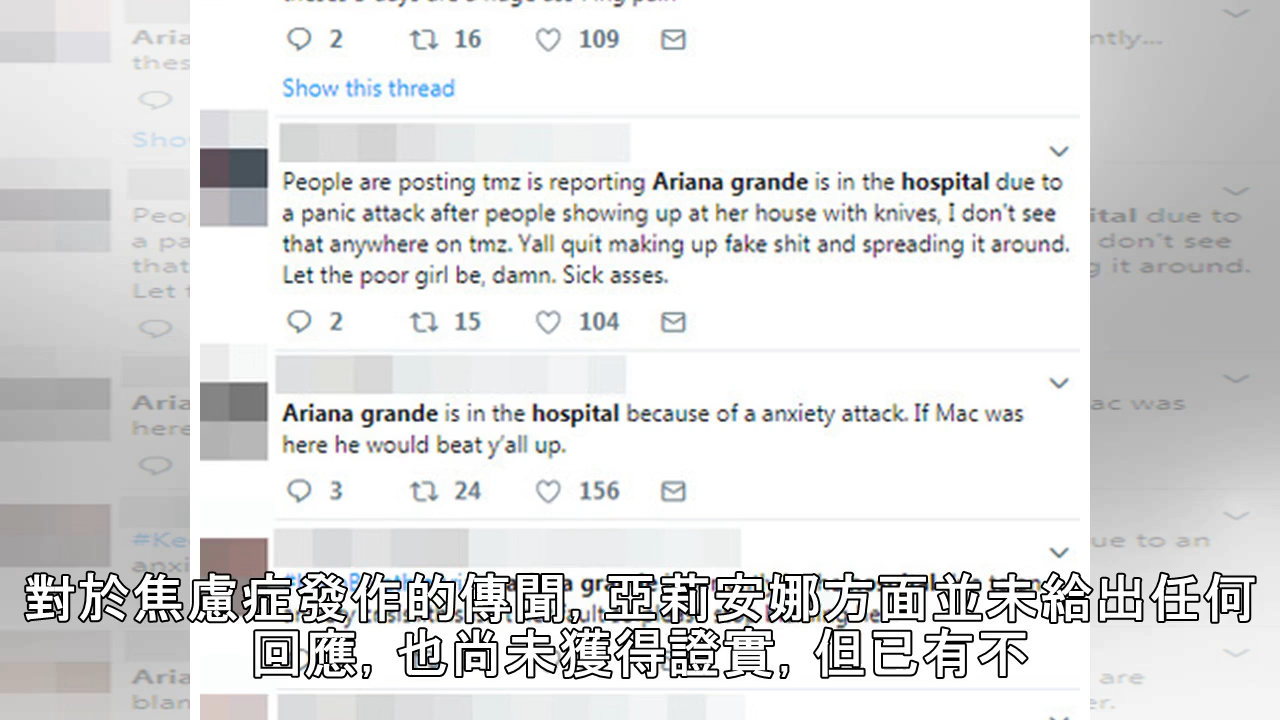 2 16 109
Show this thread
People are posting tmz is reporting Ariana grande is in the hospital due to
a panic attack after people showing up at her house with knives, I don't see
that anywhere on tmz. Yall quit making up fake shit and spreading it around.
Let the poor girl be, damn. Sick asses.
2 15 104
Ariana grande is in the hospital because of a anxiety attack. If Mac was
here he would beat y'all up.
3 24 156
對於焦慮症發作的傳聞, 亞莉安娜方面並未給出任何
回應, 也尚未獲得證實, 但已有不